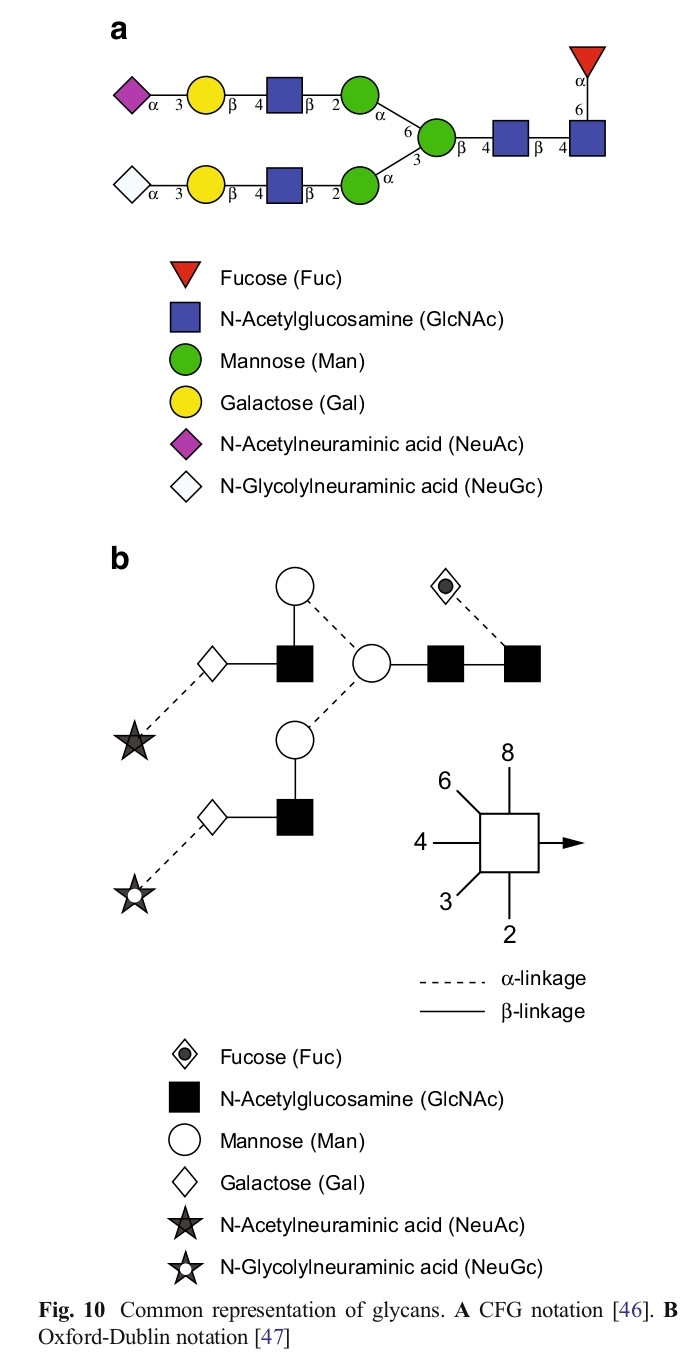 a
α 3 β 4 β 2 α 6 β 4 β 4 α 6
α 3 β 4 β 2 α 3
Fucose (Fuc)
N-Acetylglucosamine (GlcNAc)
Mannose (Man)
Galactose (Gal)
N-Acetylneuraminic acid (NeuAc)
N-Glycolylneuraminic acid (NeuGc)
b
8
6
4
3
2
α-linkage
β-linkage
Fucose (Fuc)
N-Acetylglucosamine (GlcNAc)
Mannose (Man)
Galactose (Gal)
N-Acetylneuraminic acid (NeuAc)
N-Glycolylneuraminic acid (NeuGc)
Fig. 10 Common representation of glycans. A CFG notation [46]. B
Oxford-Dublin notation [47]